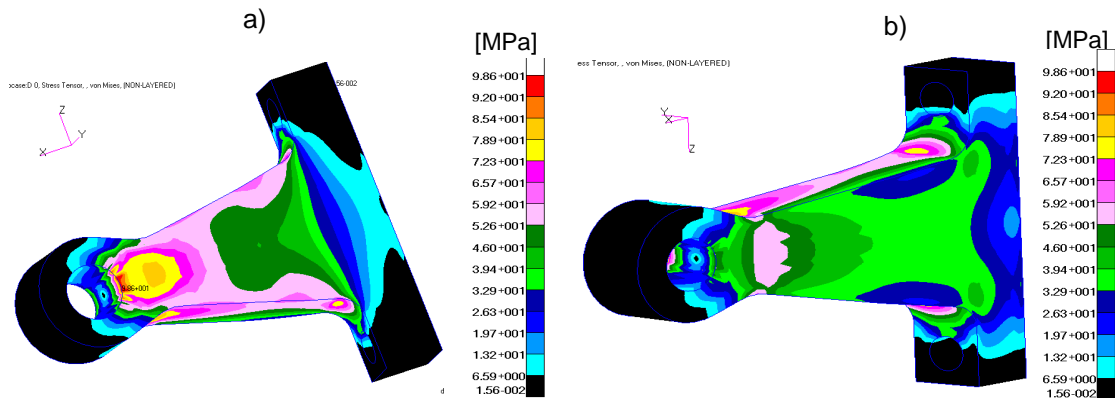 a)
[MPa]
ocase:D 0, Stress Tensor, , von Mises, (NON-LAYERED)
56-002
Z
Y
X
9.86+001
9.86+001
9.20+001
8.54+001
7.89+001
7.23+001
6.57+001
5.92+001
5.26+001
4.60+001
3.94+001
3.29+001
2.63+001
1.97+001
1.32+001
6.59+000
1.56-002
d
b)
[MPa]
ess Tensor, , von Mises, (NON-LAYERED)
Y
X
Z
9.86+001
9.20+001
8.54+001
7.89+001
7.23+001
6.57+001
5.92+001
5.26+001
4.60+001
3.94+001
3.29+001
2.63+001
1.97+001
1.32+001
6.59+000
1.56-002